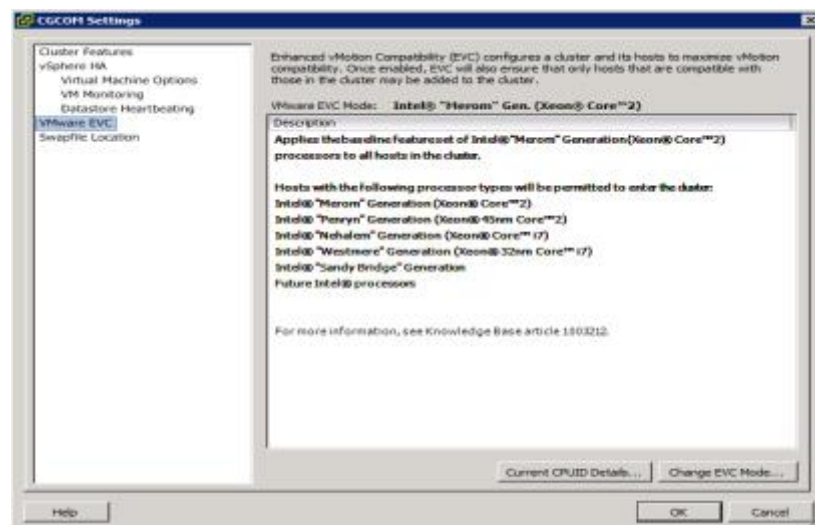 CGCOM Settings
Cluster Features
vSphere HA
Virtual Machine Options
VM Monitoring
Datastore Heartbeating
VMware EVC
Swapfile Location
Enhanced vMotion Compatibility (EVC) configures a cluster and its hosts to maximize vMotion
compatibility. Once enabled, EVC will also ensure that only hosts that are compatible with
those in the cluster may be added to the cluster.
VMware EVC Mode: Intel® "Merom" Gen. (Xeon® Core™2)
Description
Applies the baseline feature set of Intel® "Merom" Generation (Xeon® Core™2)
processors to all hosts in the cluster.
Hosts with the following processor types will be permitted to enter the cluster:
Intel® "Merom" Generation (Xeon® Core™2)
Intel® "Penryn" Generation (Xeon® 45nm Core™2)
Intel® "Nehalem" Generation (Xeon® Core™ i7)
Intel® "Westmere" Generation (Xeon® 32nm Core™ i7)
Intel® "Sandy Bridge" Generation
Future Intel® processors
For more information, see Knowledge Base article 1003212.
Current CPUID Details...
Change EVC Mode...
Help
OK
Cancel